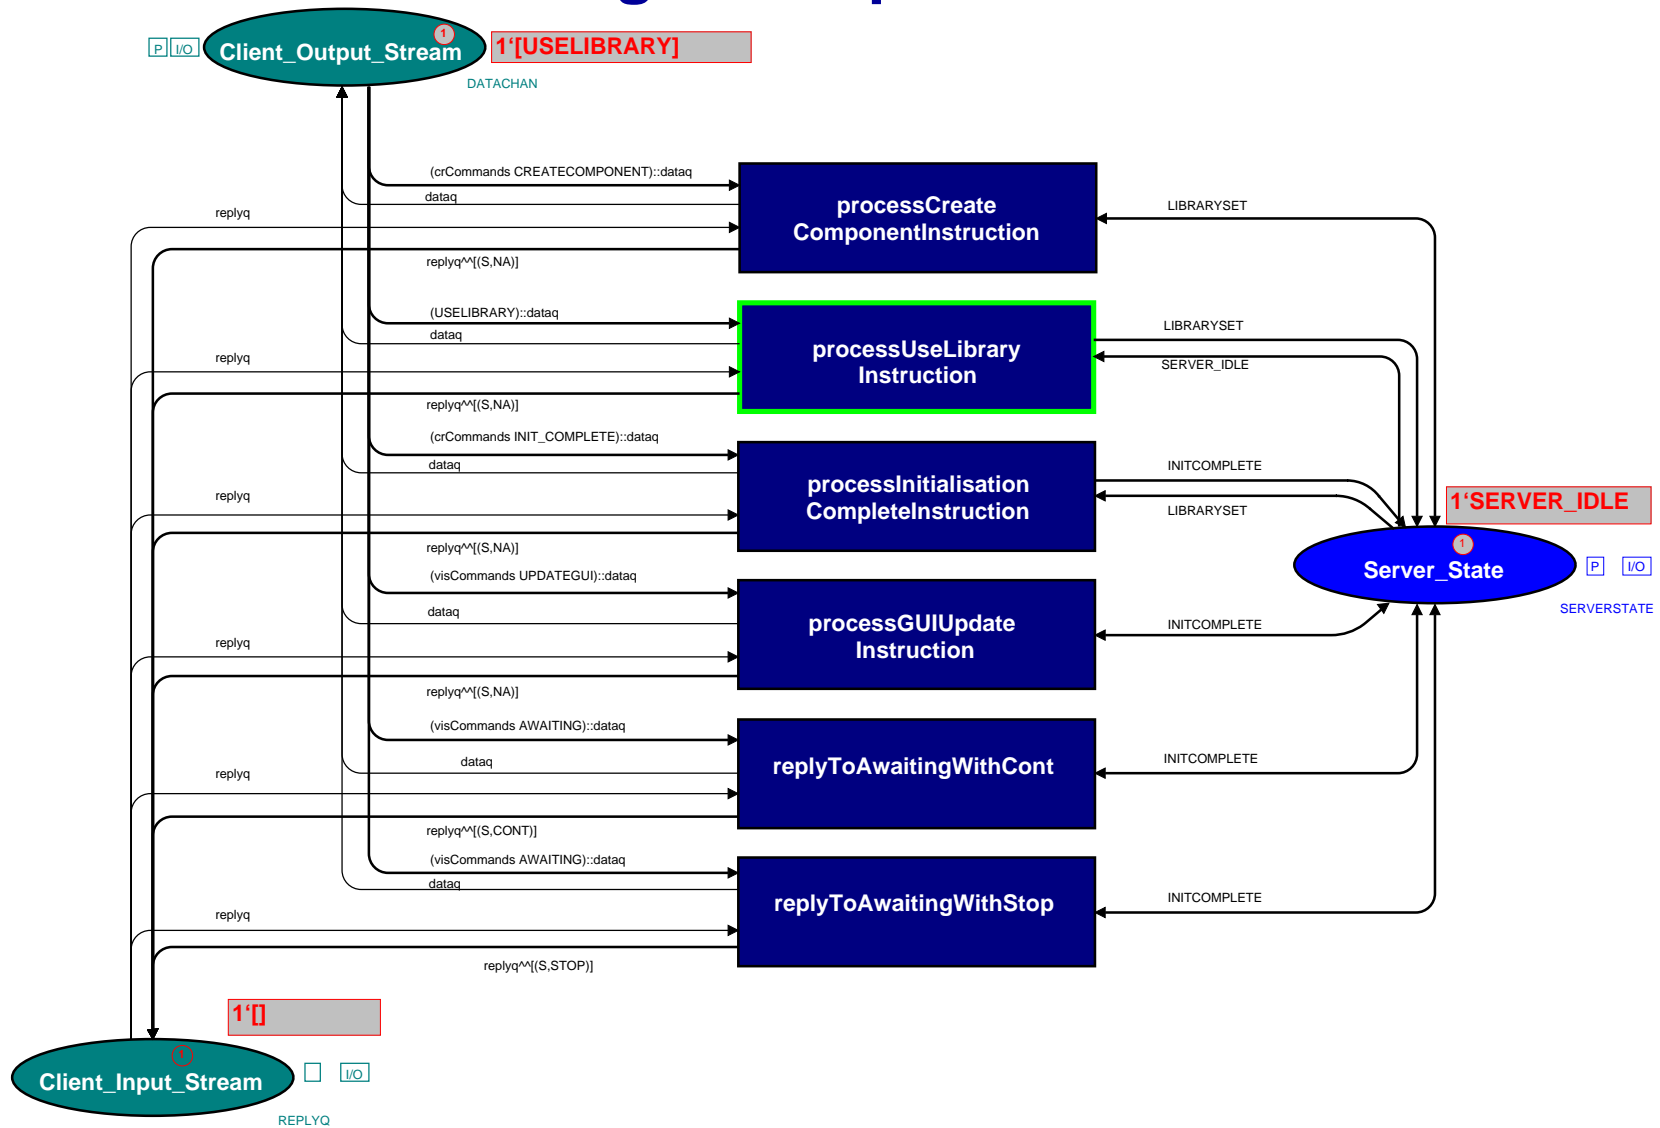 P I/O Client_Output_Stream 1 1‘[USELIBRARY]
DATACHAN
(crCommands CREATECOMPONENT)::dataq
dataq
replyq
replyq^^[(S,NA)]
processCreate
ComponentInstruction
LIBRARYSET
(USELIBRARY)::dataq
dataq
replyq
replyq^^[(S,NA)]
processUseLibrary
Instruction
LIBRARYSET
SERVER_IDLE
(crCommands INIT_COMPLETE)::dataq
dataq
replyq
replyq^^[(S,NA)]
processInitialisation
CompleteInstruction
INITCOMPLETE
LIBRARYSET
1‘SERVER_IDLE
1
Server_State
P I/O
SERVERSTATE
(visCommands UPDATEGUI)::dataq
dataq
replyq
replyq^^[(S,NA)]
processGUIUpdate
Instruction
INITCOMPLETE
(visCommands AWAITING)::dataq
dataq
replyq
replyq^^[(S,CONT)]
replyToAwaitingWithCont
INITCOMPLETE
(visCommands AWAITING)::dataq
dataq
replyq
replyq^^[(S,STOP)]
replyToAwaitingWithStop
INITCOMPLETE
1‘[]
1
Client_Input_Stream
I/O
REPLYQ